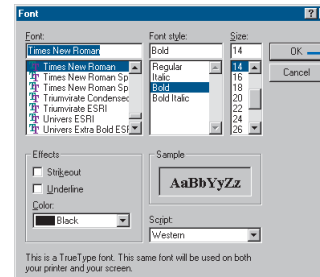 Font
Font: Font style: Size:
Times New Roman Bold 14 OK
Times New Roman Regular 14 Cancel
Times New Roman Sp Italic 16
Times New Roman Sp Bold 18
Triumvirate Condensed Bold Italic 20
Triumvirate ESRI 22
Univers ESRI 24
Univers Extra Bold ESF 26
Effects Sample
Strikeout
Underline AaBbYyZz
Color:
Black Script:
Western
This is a TrueType font. This same font will be used on both
your printer and your screen.